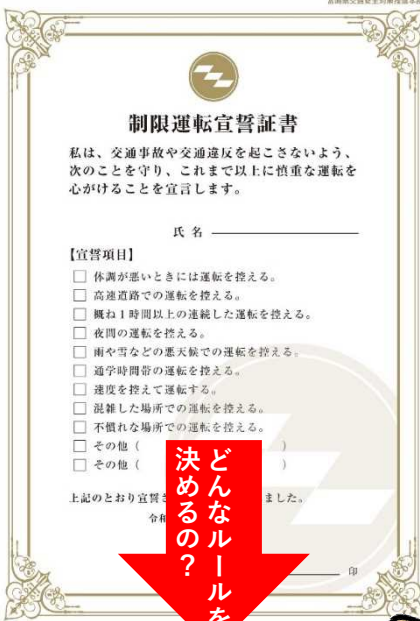 制限運転宣誓証書
私は、交通事故や交通違反を起こさないよう、
次のことを守り、これまで以上に慎重な運転を
心がけることを宣言します。
氏 名
【宣誓項目】
□ 体調が悪いときには運転を控える。
□ 高速道路での運転を控える。
□ 概ね1時間以上の連続した運転を控える。
□ 夜間の運転を控える。
□ 雨や雪などの悪天候での運転を控える。
□ 通学時間帯の運転を控える。
□ 速度を控えて運転する。
□ 混雑した場所での運転を控える。
□ 不慣れな場所での運転を控える。
□ その他（ ）
□ その他（ ）
上記のとおり宣誓 ました。
令和
印
どんなルールを
決めるの？